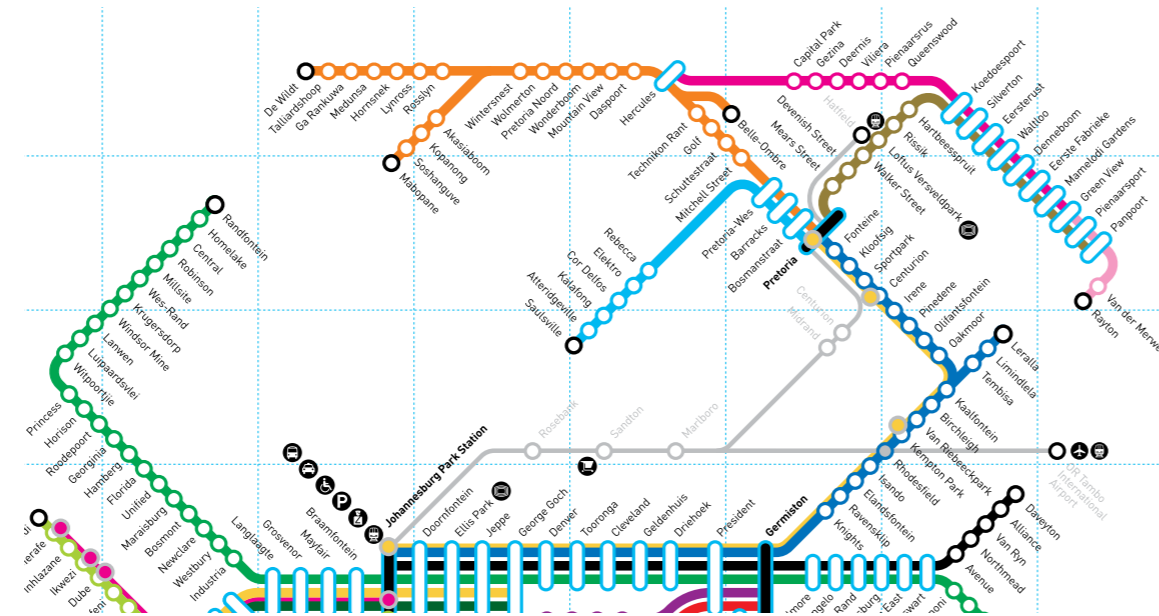 De Wildt
Talliardshoop
Ga Rankuwa
Medunsa
Hornsnek
Lynross
Rosslyn
Akasiaboom
Kopanong
Soshanguve
Mabopane
Wintersnest
Wolmerton
Pretoria Noord
Wonderboom
Mountain View
Daspoort
Hercules
Capital Park
Gezina
Deernis
Viliera
Pienaarsrus
Queenswood
Koedoespoort
Silverton
Eersterust
Waltloo
Denneboom
Eerste Fabrieke
Mamelodi Gardens
Green View
Pienaarsport
Panpoort
Van der Merwe
Rayton
Belle-Ombre
Technikon Rant
Golf
Schuttestraat
Mitchell Street
Pretoria-Wes
Barracks
Bosmanstraat
Pretoria
Devenish Street
Mears Street
Hatfield
Hartbeesspruit
Rissik
Loftus Versveldpark
Walker Street
Rebecca
Elektro
Cor Delfos
Kalafong
Atteridgeville
Saulsville
Fonteine
Kloofsig
Sportpark
Centurion
Irene
Pinedene
Olifantsfontein
Oakmoor
Centurion
Midrand
Leralla
Limindlela
Tembisa
Kaalfontein
Birchleigh
Van Riebeeckpark
Kempton Park
Rhodesfield
Isando
Elandsfontein
Ravensklip
Knights
OR Tambo
International
Airport
Rosebank
Sandton
Marlboro
Randfontein
Homelake
Central
Robinson
Millsite
Wes-Rand
Krugersdorp
Windsor Mine
Lanwen
Luipaardsvlei
Witpoortjie
Princess
Horison
Roodepoort
Georginia
Hamberg
Florida
Unified
Maraisburg
Bosmont
Newclare
Westbury
Industria
Langlaagte
Grosvenor
Mayfair
Braamfontein
P
Johannesburg Park Station
Doornfontein
Ellis Park
Jeppe
George Goch
Denver
Tooronga
Cleveland
Geldenhuis
Driehoek
President
Germiston
Daveyton
Alliance
Van Ryn
Northmead
Avenue
Ikwezi
Dube
Rand
East